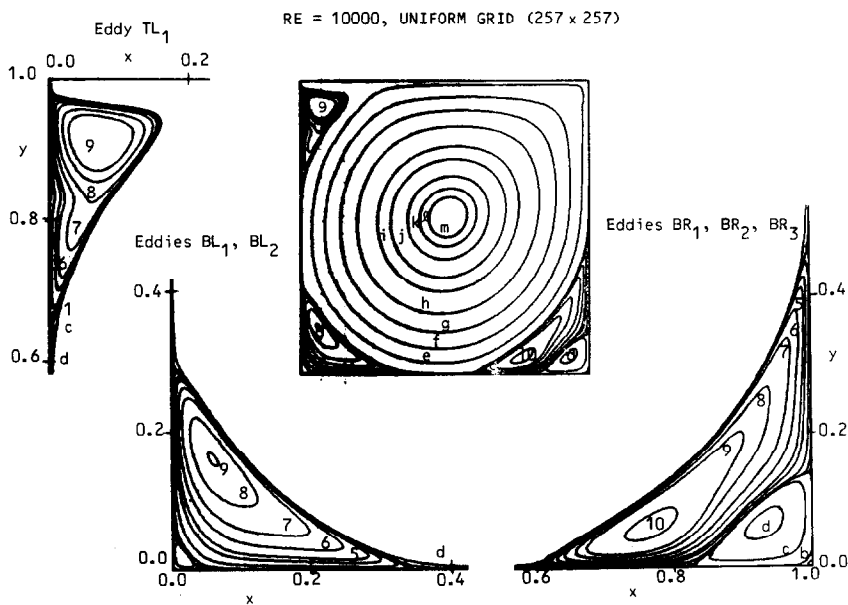 RE = 10000, UNIFORM GRID (257 x 257)
Eddy TL₁
x
0.0 0.2
1.0
y
0.8
0.6
9
8
7
6
1
c
d
9
i j k ℓ
m
h
g
f
e
10
Eddies BL₁, BL₂
0.4
0.2
0.0
9
8
7
6
5
d
0.0 0.2 0.4
x
Eddies BR₁, BR₂, BR₃
0.4
y
0.2
0.0
5
6
7
8
9
10
d
c b
0.6 0.8 1.0
x